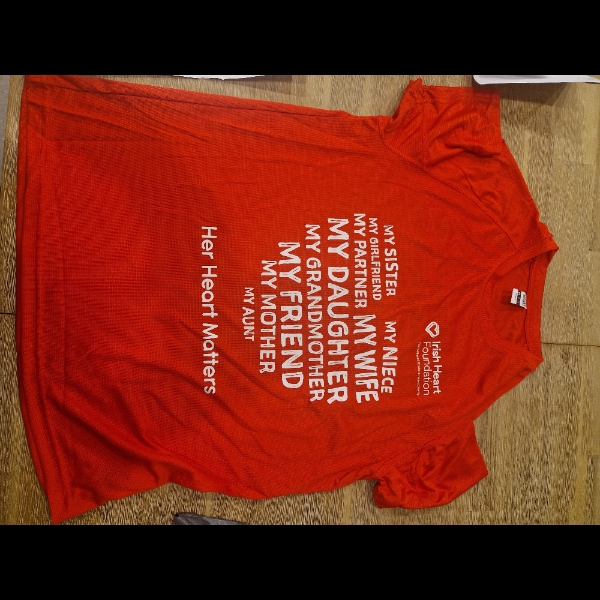 Irish Heart
Foundation
MY SISTER MY NIECE
MY GIRLFRIEND
MY PARTNER MY WIFE
MY DAUGHTER
MY GRANDMOTHER
MY FRIEND
MY MOTHER
MY AUNT
Her Heart Matters